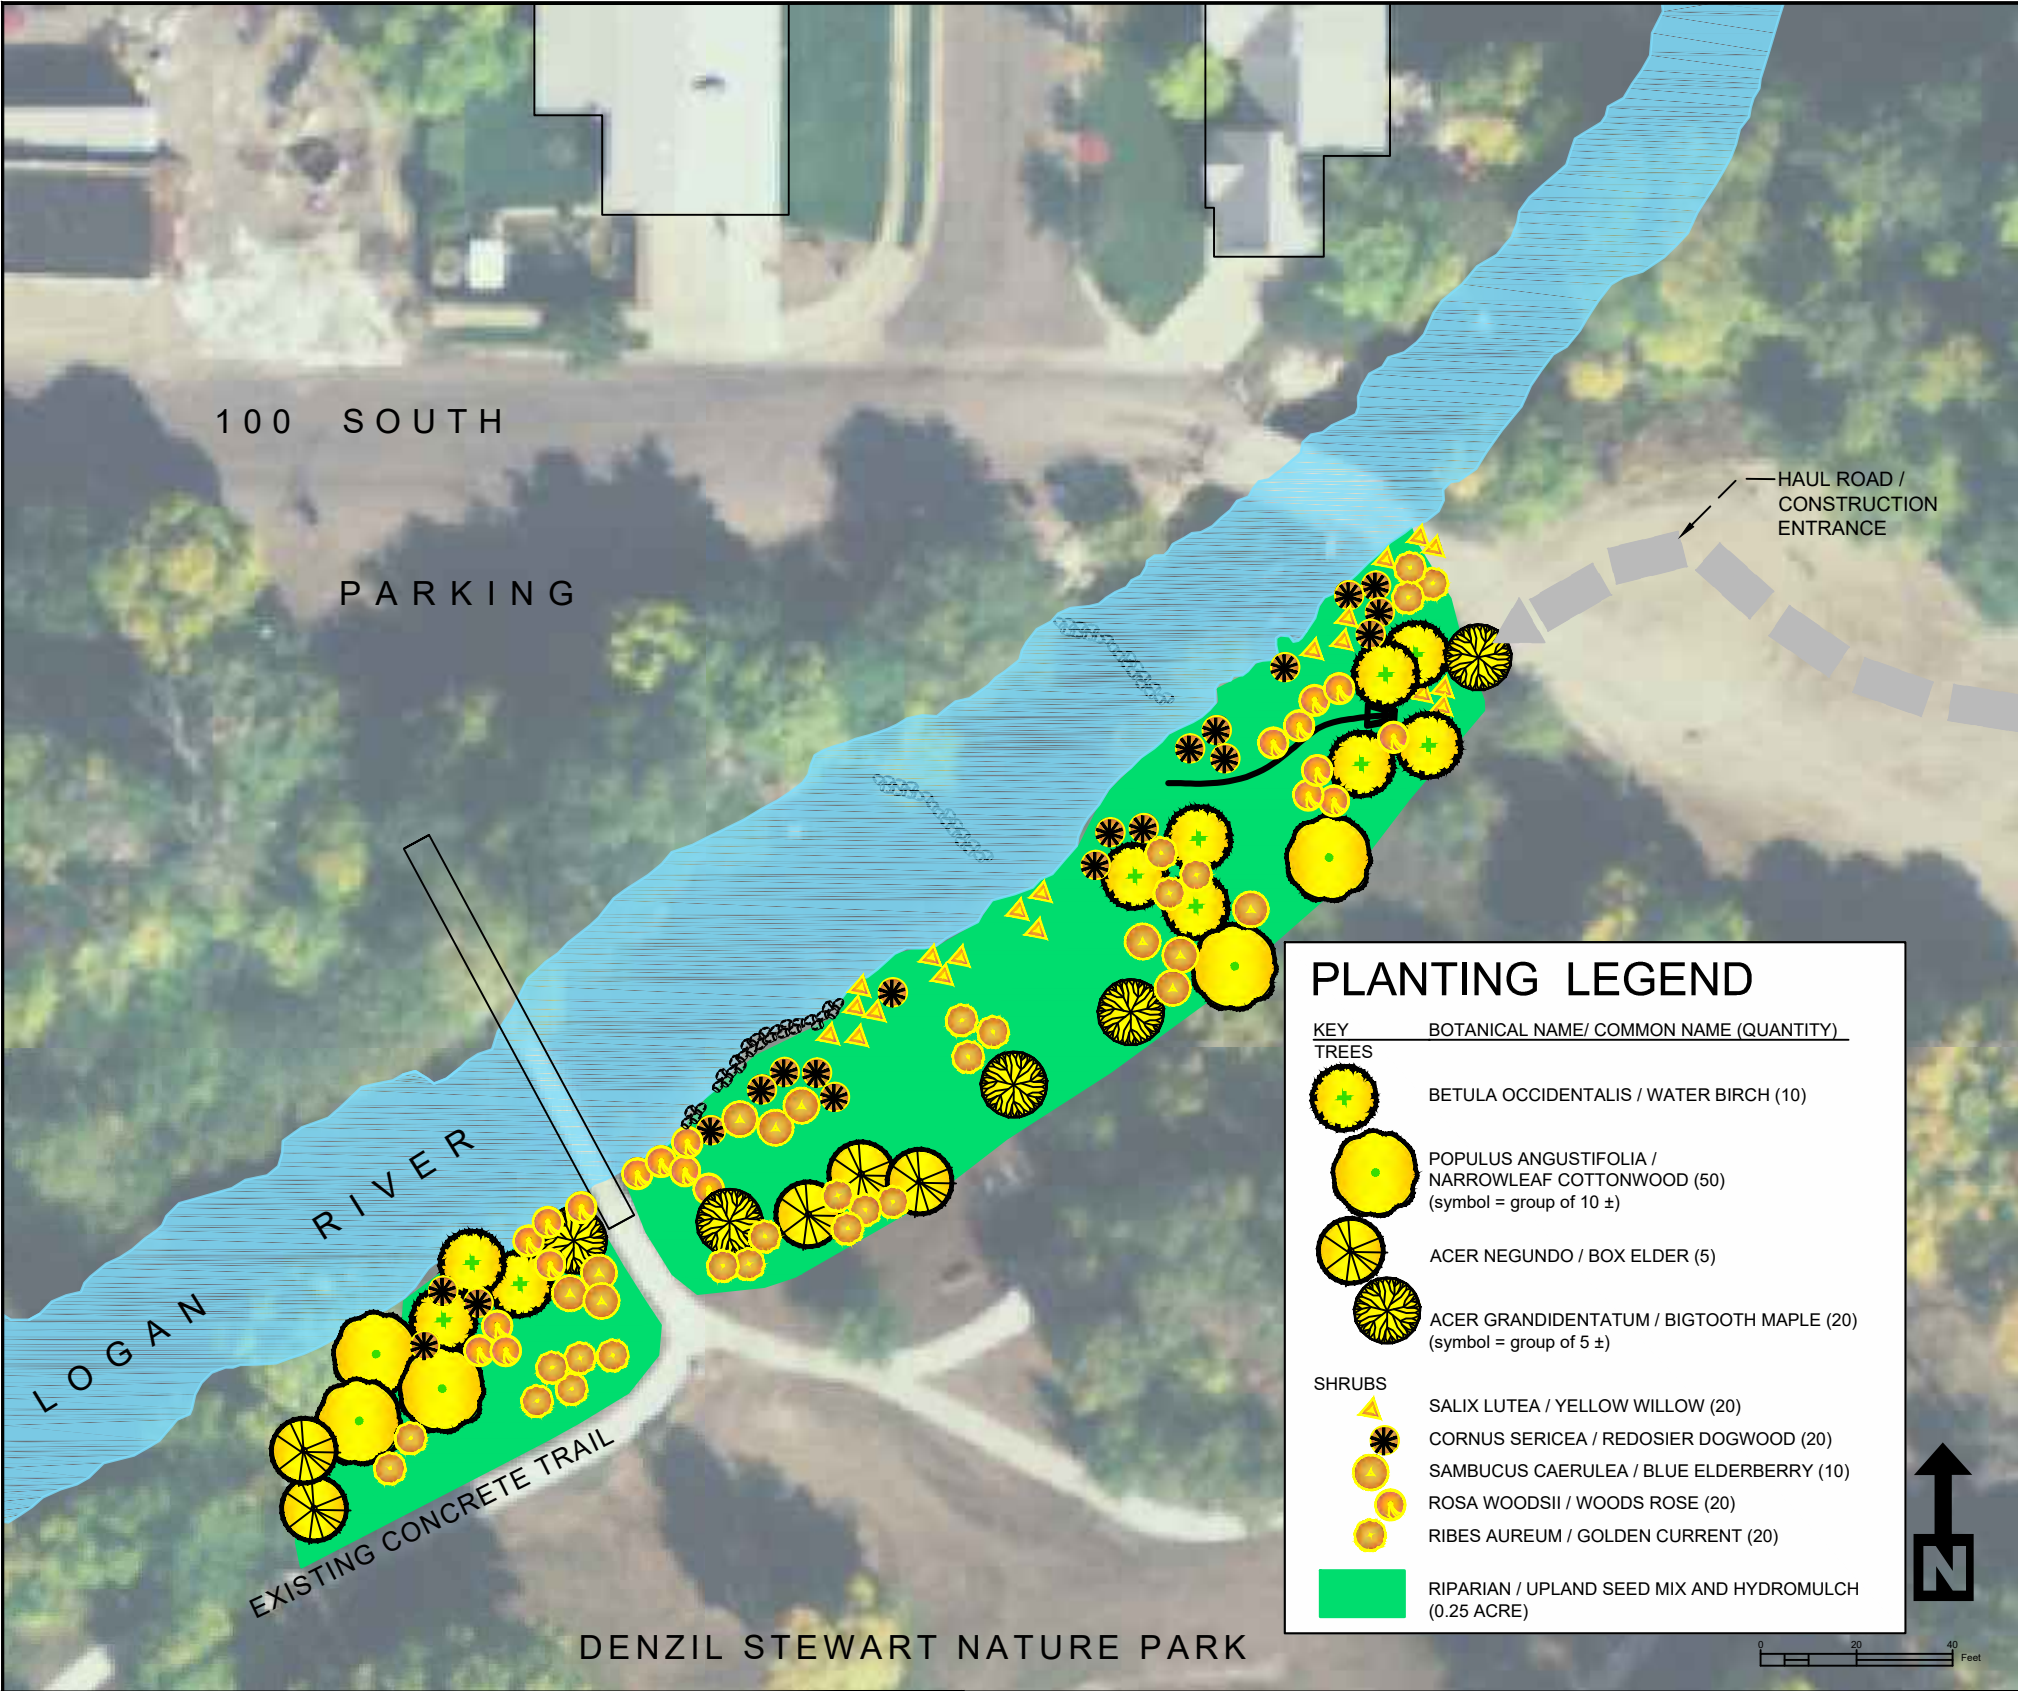 100 SOUTH
HAUL ROAD /
CONSTRUCTION
ENTRANCE
PARKING
LOGAN RIVER
EXISTING CONCRETE TRAIL
DENZIL STEWART NATURE PARK
PLANTING LEGEND
KEY BOTANICAL NAME/ COMMON NAME (QUANTITY)
TREES
BETULA OCCIDENTALIS / WATER BIRCH (10)
POPULUS ANGUSTIFOLIA /
NARROWLEAF COTTONWOOD (50)
(symbol = group of 10 ±)
ACER NEGUNDO / BOX ELDER (5)
ACER GRANDIDENTATUM / BIGTOOTH MAPLE (20)
(symbol = group of 5 ±)
SHRUBS
SALIX LUTEA / YELLOW WILLOW (20)
CORNUS SERICEA / REDOSIER DOGWOOD (20)
SAMBUCUS CAERULEA / BLUE ELDERBERRY (10)
ROSA WOODSII / WOODS ROSE (20)
RIBES AUREUM / GOLDEN CURRENT (20)
RIPARIAN / UPLAND SEED MIX AND HYDROMULCH
(0.25 ACRE)
N
0 20 40
Feet